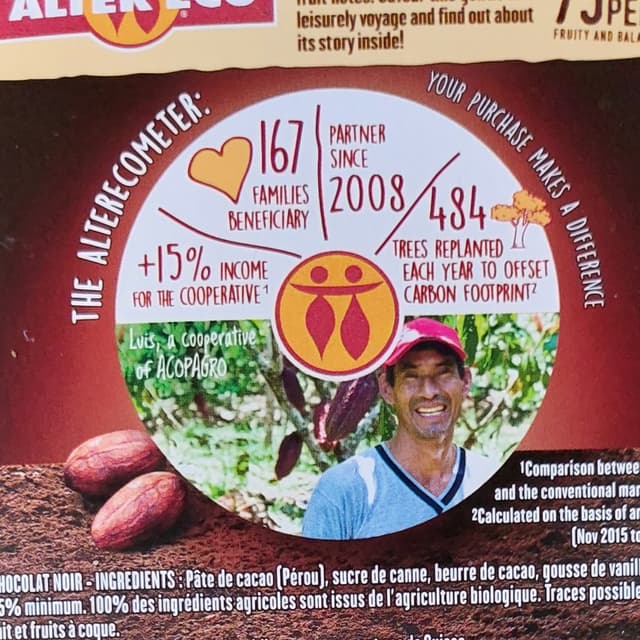 ALTER ECO
®
leisurely voyage and find out about
its story inside!
FRUITY AND
THE ALTERECOMETER:
YOUR PURCHASE MAKES A DIFFERENCE
167
FAMILIES
BENEFICIARY
PARTNER
SINCE
2008
484
TREES REPLANTED
EACH YEAR TO OFFSET
CARBON FOOTPRINT²
+15% INCOME
FOR THE COOPERATIVE¹
Luis, a cooperative
of ACOPAGRO
¹Comparison betwee
and the conventional mar
²Calculated on the basis of an
(Nov 2015 to
HOCOLAT NOIR - INGREDIENTS : Pâte de cacao (Pérou), sucre de canne, beurre de cacao, gousse de vanill
5% minimum. 100% des ingrédients agricoles sont issus de l'agriculture biologique. Traces possible
it et fruits à coque.